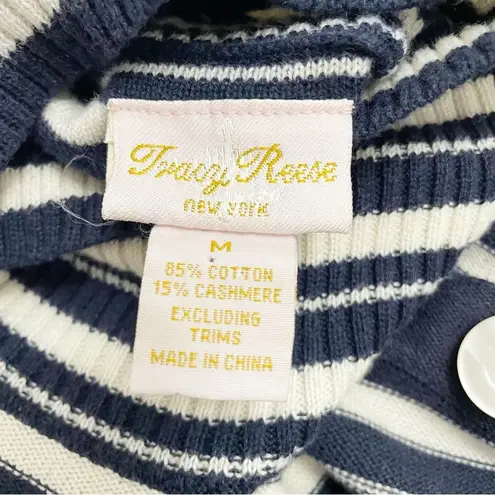 Tracy Reese
new york
M
85% COTTON
15% CASHMERE
EXCLUDING
TRIMS
MADE IN CHINA